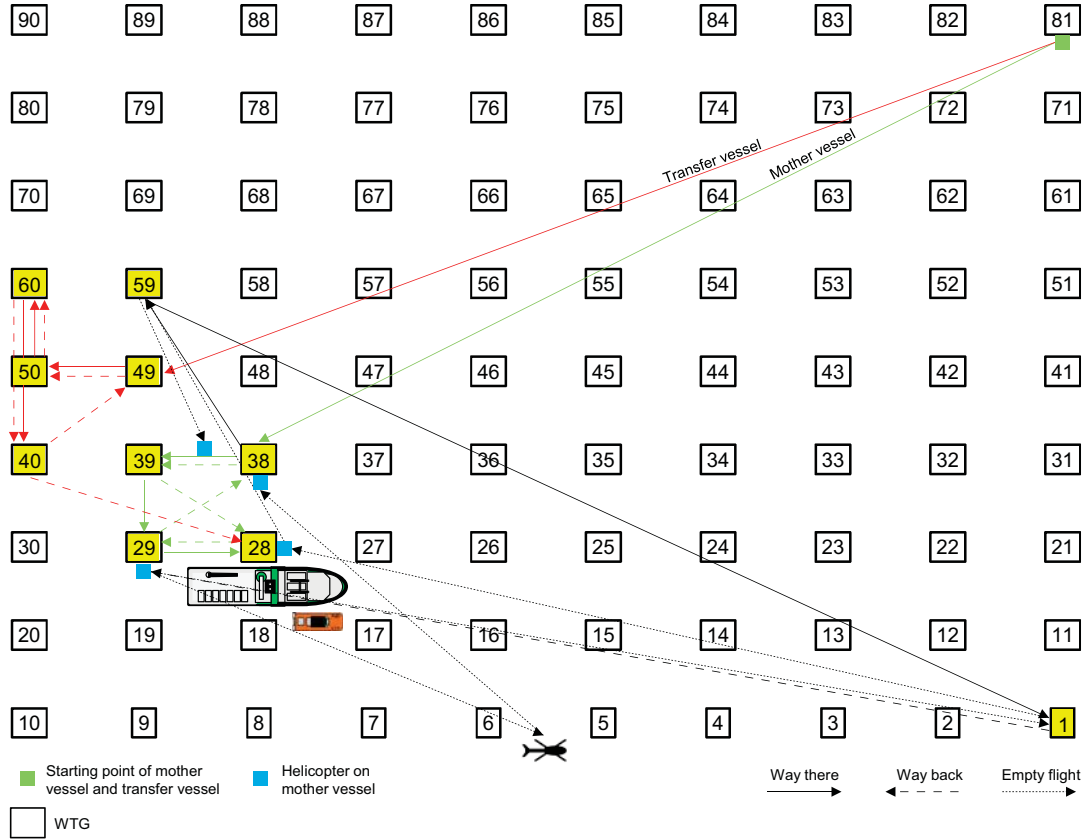 90 89 88 87 86 85 84 83 82 81
80 79 78 77 76 75 74 73 72 71
Transfer vessel
Mother vessel
70 69 68 67 66 65 64 63 62 61
60 59 58 57 56 55 54 53 52 51
50 49 48 47 46 45 44 43 42 41
40 39 38 37 36 35 34 33 32 31
30 29 28 27 26 25 24 23 22 21
20 19 18 17 16 15 14 13 12 11
10 9 8 7 6 5 4 3 2 1
Starting point of mother
vessel and transfer vessel
Helicopter on
mother vessel
Way there
Way back
Empty flight
WTG